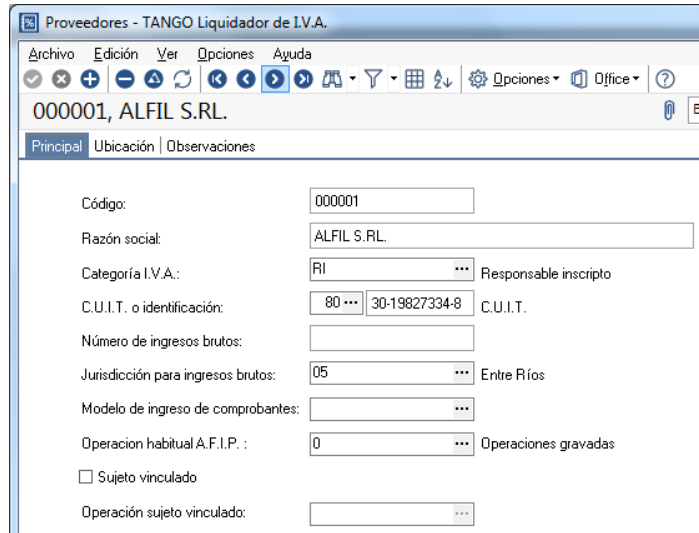 Proveedores - TANGO Liquidador de I.V.A.
Archivo Edición Ver Opciones Ayuda
Opciones Office
000001, ALFIL S.RL.
Principal Ubicación Observaciones
Código: 000001
Razón social: ALFIL S.RL.
Categoría I.V.A.: RI ... Responsable inscripto
C.U.I.T. o identificación: 80 ... 30-19827334-8 C.U.I.T.
Número de ingresos brutos:
Jurisdicción para ingresos brutos: 05 ... Entre Ríos
Modelo de ingreso de comprobantes: ...
Operacion habitual A.F.I.P. : 0 ... Operaciones gravadas
Sujeto vinculado
Operación sujeto vinculado: ...